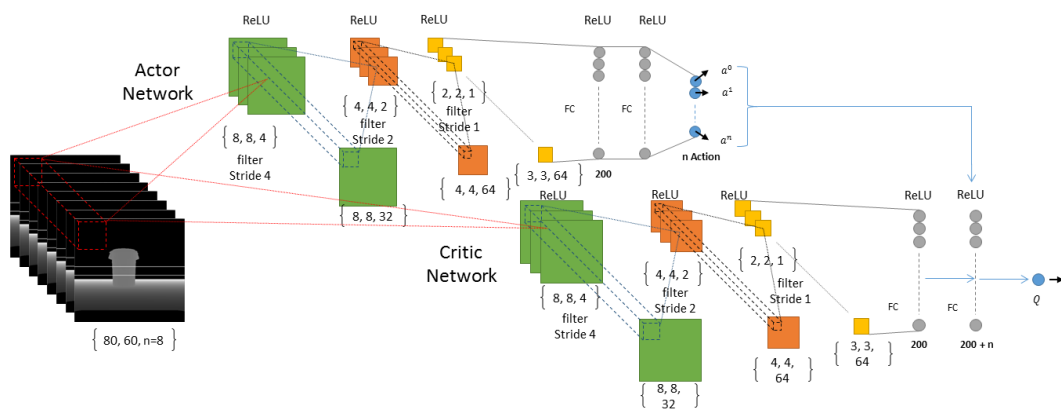 ReLU
ReLU
ReLU
ReLU
ReLU
Actor
Network
{ 8, 8, 4 }
filter
Stride 4
{ 4, 4, 2 }
filter
Stride 2
{ 2, 2, 1 }
filter
Stride 1
FC
FC
a⁰
a¹
aⁿ
n Action
{ 8, 8, 32 }
{ 4, 4, 64 }
{ 3, 3, 64 }
200
{ 80, 60, n=8 }
ReLU
ReLU
ReLU
ReLU
ReLU
Critic
Network
{ 8, 8, 4 }
filter
Stride 4
{ 4, 4, 2 }
filter
Stride 2
{ 2, 2, 1 }
filter
Stride 1
FC
FC
Q
{ 8, 8,
32 }
{ 4, 4,
64 }
{ 3, 3,
64 }
200
200 + n